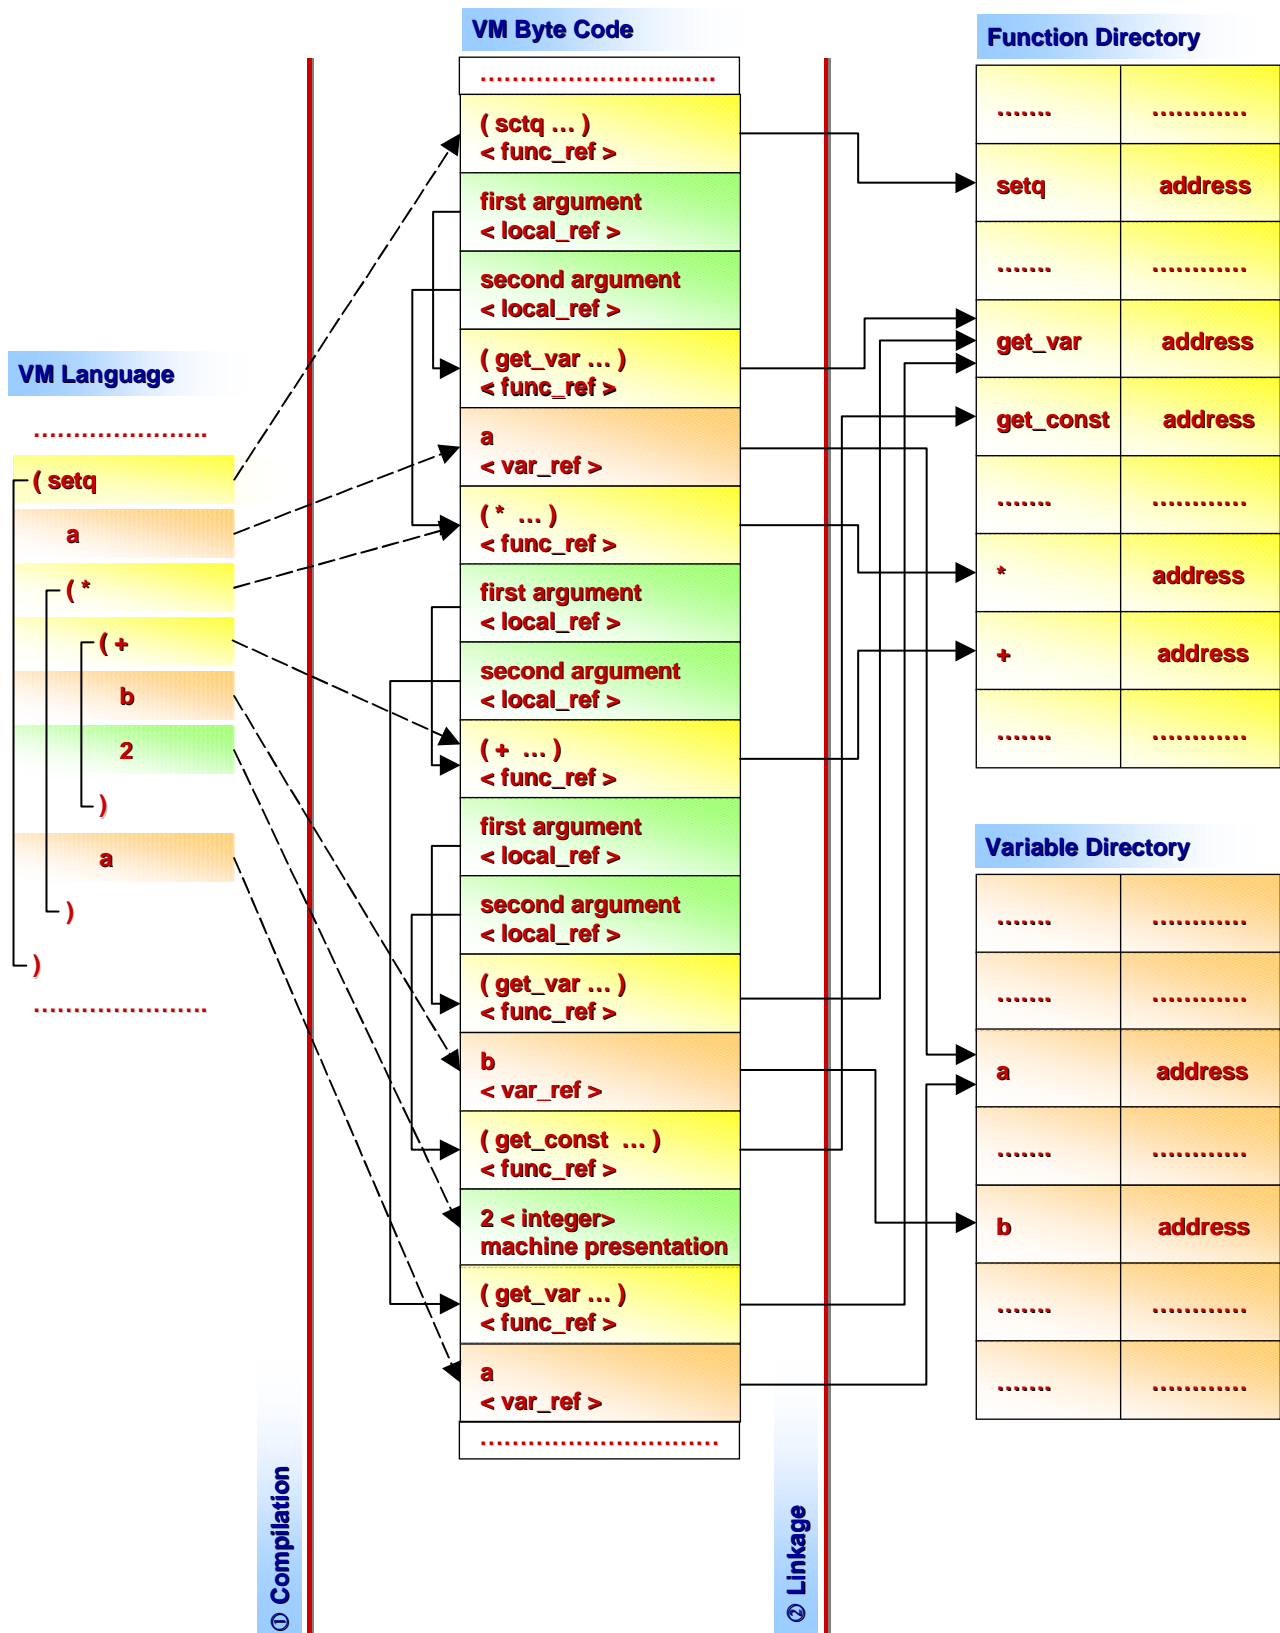 VM Language
.......................
( setq
a
( *
( +
b
2
)
a
)
)
.......................
① Compilation
VM Byte Code
................................
( sctq ... )
< func_ref >
first argument
< local_ref >
second argument
< local_ref >
( get_var ... )
< func_ref >
a
< var_ref >
( * ... )
< func_ref >
first argument
< local_ref >
second argument
< local_ref >
( + ... )
< func_ref >
first argument
< local_ref >
second argument
< local_ref >
( get_var ... )
< func_ref >
b
< var_ref >
( get_const ... )
< func_ref >
2 < integer>
machine presentation
( get_var ... )
< func_ref >
a
< var_ref >
................................
② Linkage
Function Directory
....... ............
setq address
....... ............
get_var address
get_const address
....... ............
* address
+ address
....... ............
Variable Directory
....... ............
....... ............
a address
....... ............
b address
....... ............
....... ............